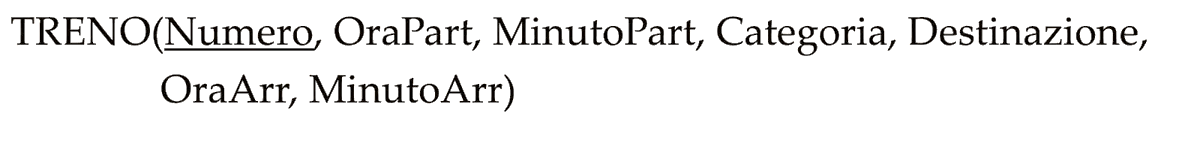 TRENO(Numero, OraPart, MinutoPart, Categoria, Destinazione,
OraArr, MinutoArr)